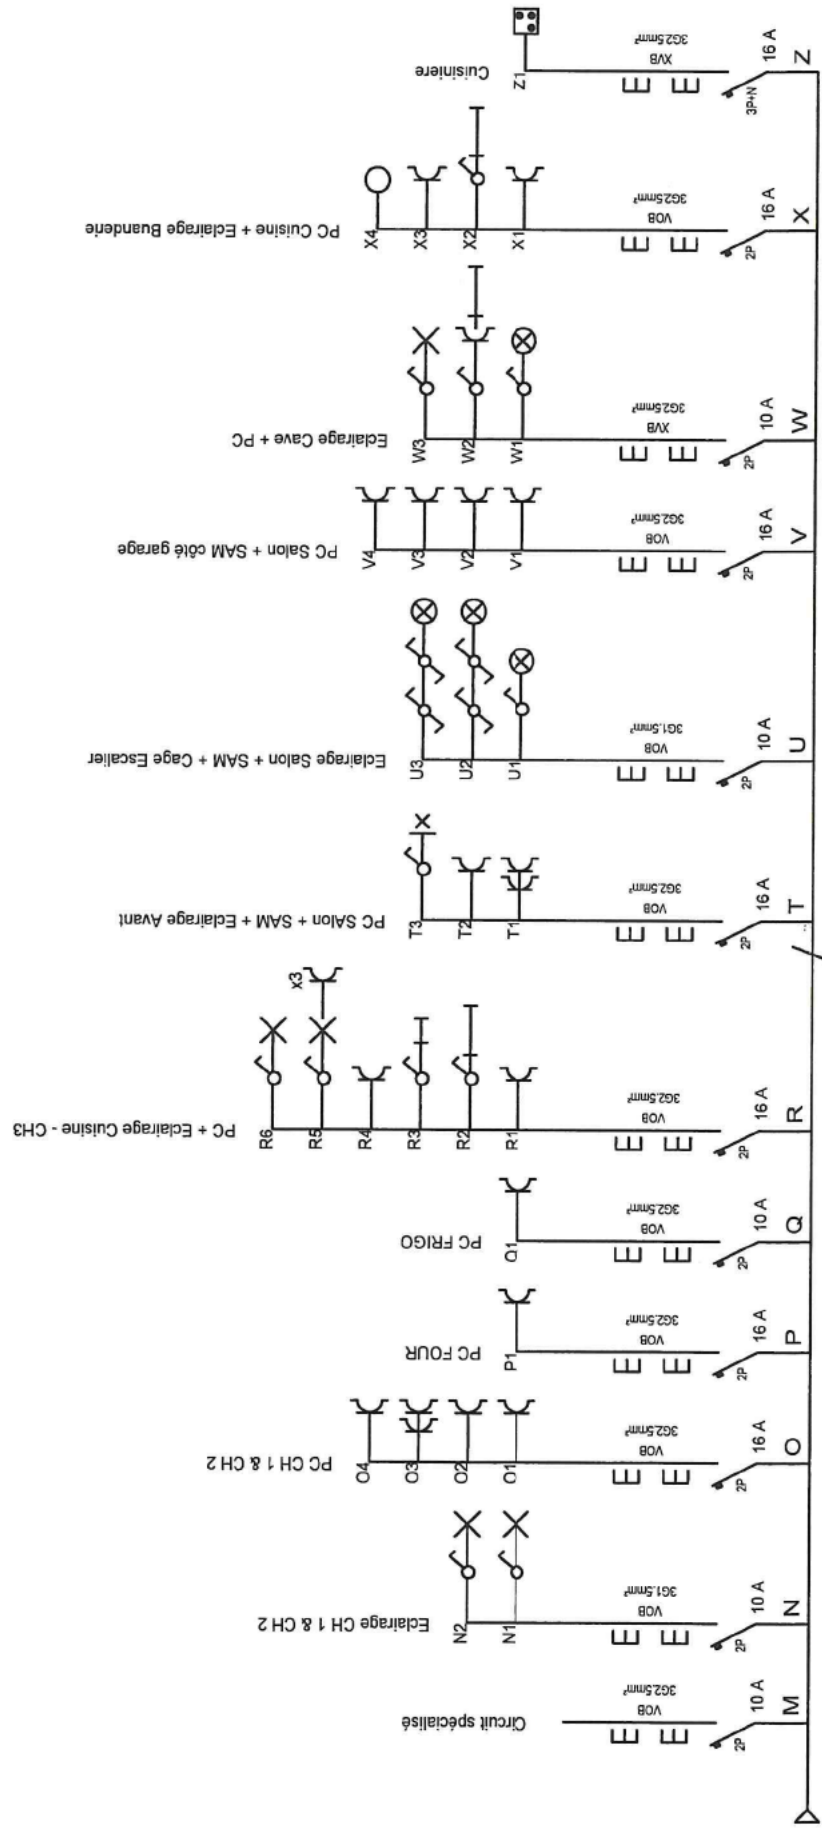 Circuit spécialisé
VOB
3G2.5mm²
2P
10 A
M
Eclairage CH 1 & CH 2
N2
N1
VOB
3G1.5mm²
2P
10 A
N
PC CH 1 & CH 2
O4
O3
O2
O1
VOB
3G2.5mm²
2P
16 A
O
PC FOUR
P1
VOB
3G2.5mm²
2P
16 A
P
PC FRIGO
Q1
VOB
3G2.5mm²
2P
10 A
Q
PC + Eclairage Cuisine - CH3
x3
R6
R5
R4
R3
R2
R1
VOB
3G2.5mm²
2P
16 A
R
PC SAlon + SAM + Eclairage Avant
T3
T2
T1
VOB
3G2.5mm²
2P
16 A
T
Eclairage Salon + SAM + Cage Escalier
U3
U2
U1
VOB
3G1.5mm²
2P
10 A
U
PC Salon + SAM côté garage
V4
V3
V2
V1
VOB
3G2.5mm²
2P
16 A
V
Eclairage Cave + PC
W3
W2
W1
XVB
3G2.5mm²
2P
10 A
W
PC Cuisine + Eclairage Buanderie
X4
X3
X2
X1
VOB
3G2.5mm²
2P
16 A
X
Cuisiniere
Z1
XVB
3G2.5mm²
3P+N
16 A
Z